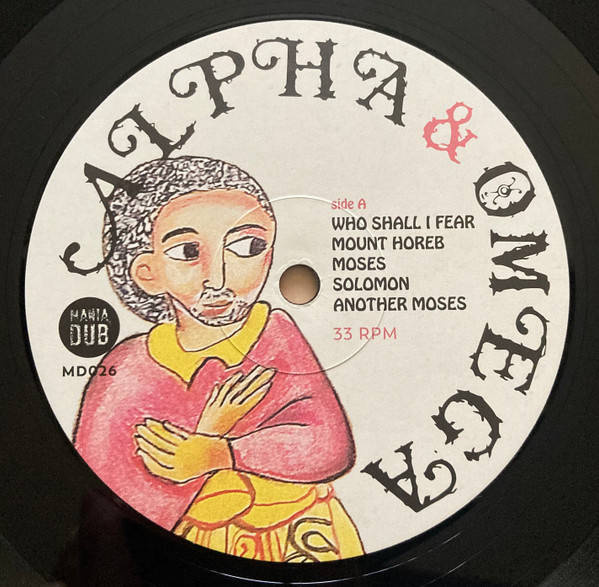 ALPHA & OMEGA
side A
WHO SHALL I FEAR
MOUNT HOREB
MOSES
SOLOMON
ANOTHER MOSES
33 RPM
MANIA
DUB
MD026